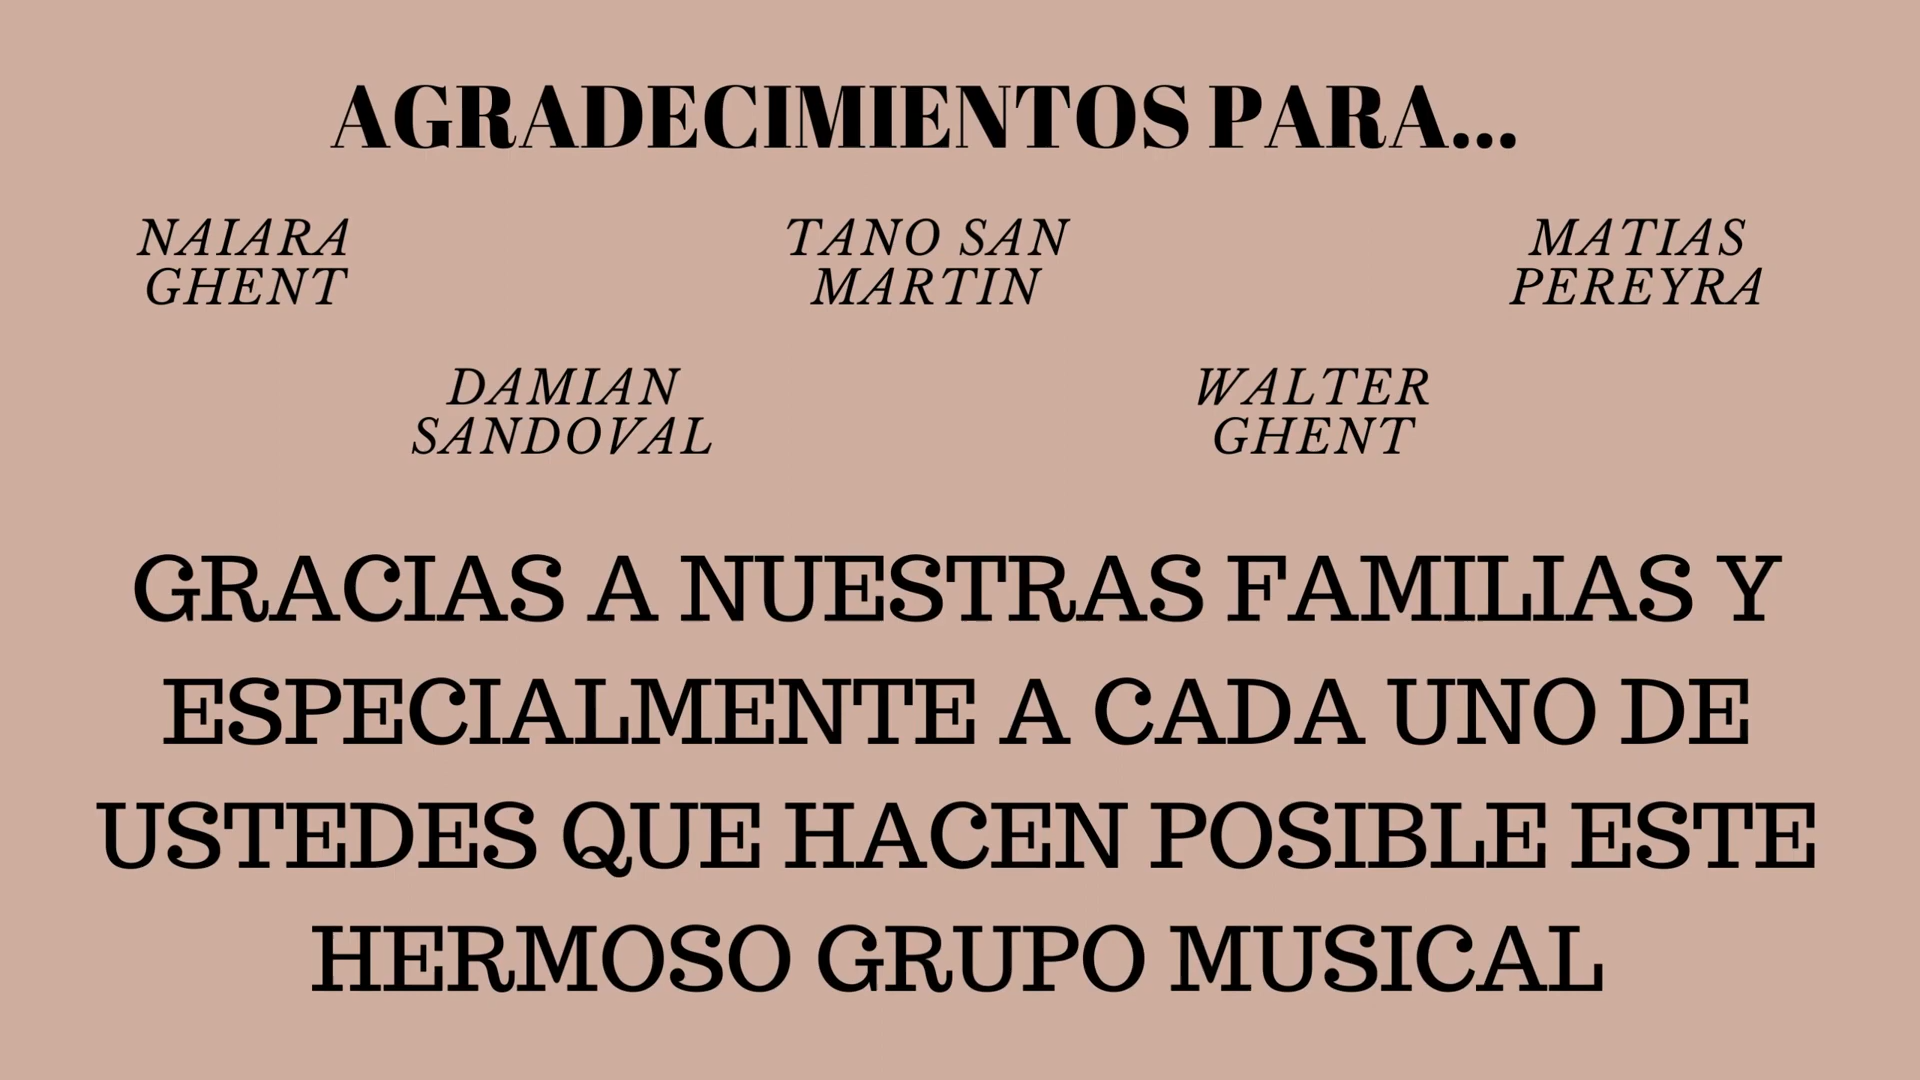 AGRADECIMIENTOS PARA...
NAIARA
GHENT
TANO SAN
MARTIN
MATIAS
PEREYRA
DAMIAN
SANDOVAL
WALTER
GHENT
GRACIAS A NUESTRAS FAMILIAS Y
ESPECIALMENTE A CADA UNO DE
USTEDES QUE HACEN POSIBLE ESTE
HERMOSO GRUPO MUSICAL